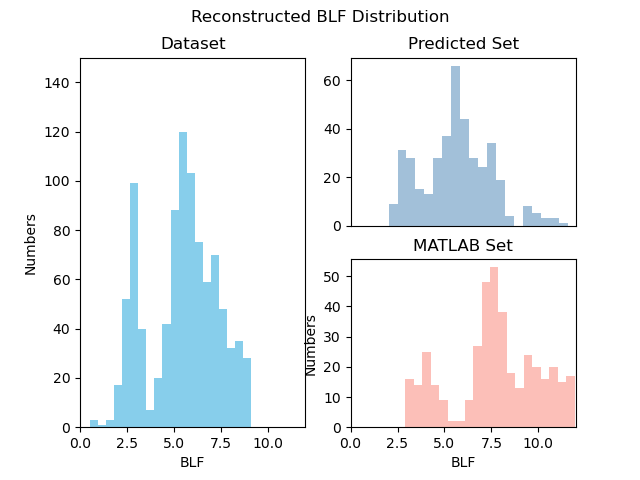 Reconstructed BLF Distribution
Dataset
140
120
100
80
60
40
20
0
Numbers
0.0 2.5 5.0 7.5 10.0
BLF
Predicted Set
60
40
20
0
MATLAB Set
50
40
30
20
10
0
Numbers
0.0 2.5 5.0 7.5 10.0
BLF